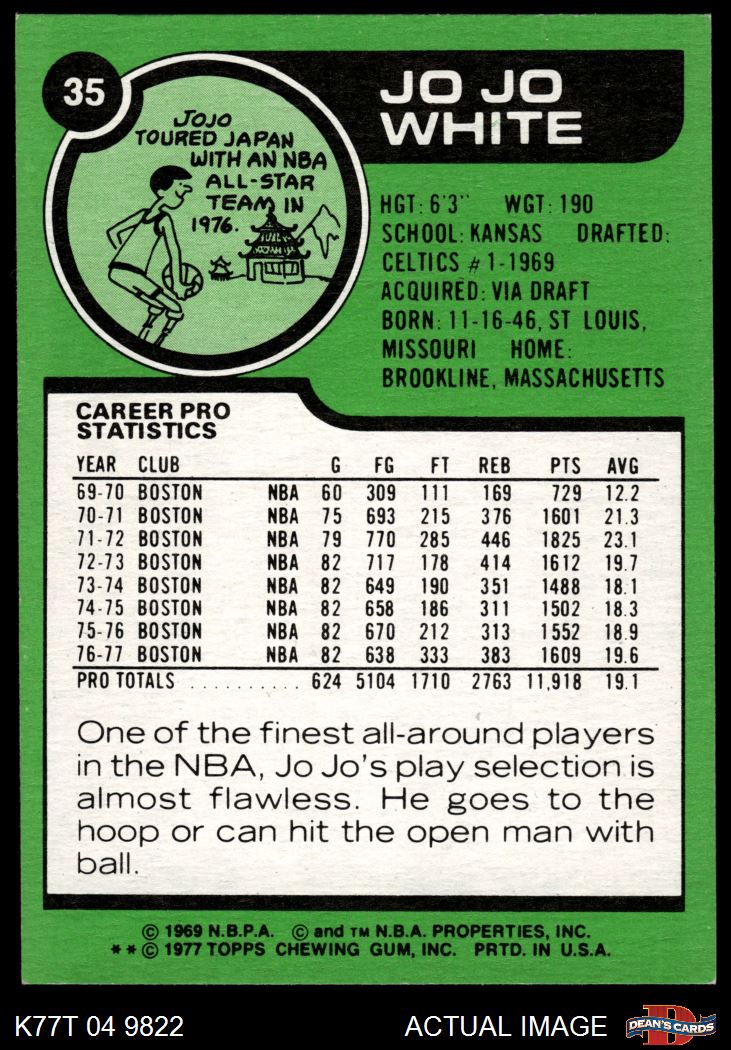 35
JO JO
WHITE
JOJO
TOURED JAPAN
WITH AN NBA
ALL-STAR
TEAM IN
1976.
HGT: 6'3" WGT: 190
SCHOOL: KANSAS DRAFTED:
CELTICS #1-1969
ACQUIRED: VIA DRAFT
BORN: 11-16-46, ST LOUIS,
MISSOURI HOME:
BROOKLINE, MASSACHUSETTS
CAREER PRO
STATISTICS
YEAR CLUB G FG FT REB PTS AVG
69-70 BOSTON NBA 60 309 111 169 729 12.2
70-71 BOSTON NBA 75 693 215 376 1601 21.3
71-72 BOSTON NBA 79 770 285 446 1825 23.1
72-73 BOSTON NBA 82 717 178 414 1612 19.7
73-74 BOSTON NBA 82 649 190 351 1488 18.1
74-75 BOSTON NBA 82 658 186 311 1502 18.3
75-76 BOSTON NBA 82 670 212 313 1552 18.9
76-77 BOSTON NBA 82 638 333 383 1609 19.6
PRO TOTALS .......... 624 5104 1710 2763 11,918 19.1
One of the finest all-around players
in the NBA, Jo Jo's play selection is
almost flawless. He goes to the
hoop or can hit the open man with
ball.
© 1969 N.B.P.A. © and TM N.B.A. PROPERTIES, INC.
**© 1977 TOPPS CHEWING GUM, INC. PRTD. IN U.S.A.
K77T 04 9822 ACTUAL IMAGE DEAN'S CARDS